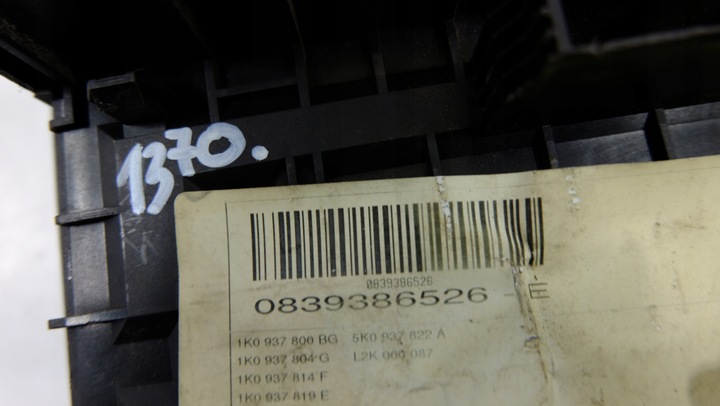 1370.
0839386526
0839386526 - E
1K0 937 800 BG 5K0 937 822 A
1K0 937 804 G L2K 000 087
1K0 937 814 F
1K0 937 819 E